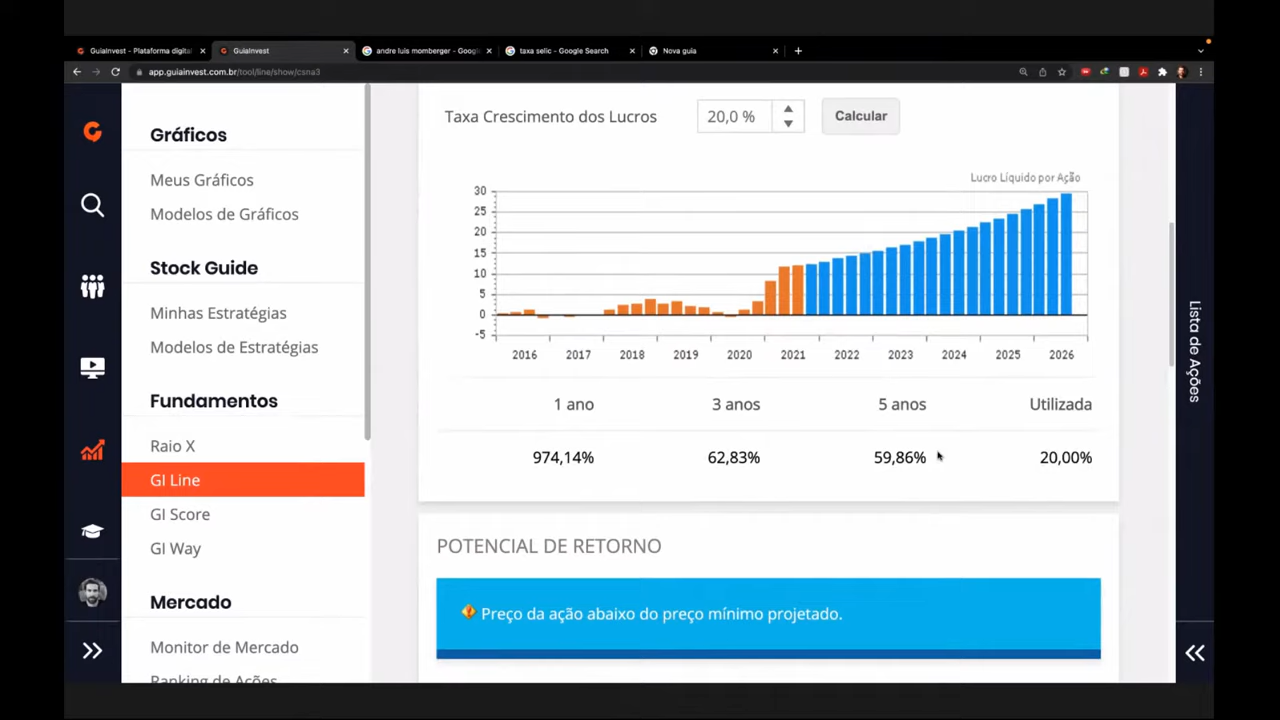 GuiaInvest - Plataforma digital
GuiaInvest
andre luis momberger - Googl
taxa selic - Google Search
Nova guia
app.guiainvest.com.br/tool/line/show/csna3
Gráficos
Meus Gráficos
Modelos de Gráficos
Stock Guide
Minhas Estratégias
Modelos de Estratégias
Fundamentos
Raio X
GI Line
GI Score
GI Way
Mercado
Monitor de Mercado
Ranking de Ações
Taxa Crescimento dos Lucros 20,0 % Calcular
Lucro Líquido por Ação
30
25
20
15
10
5
0
-5
2016 2017 2018 2019 2020 2021 2022 2023 2024 2025 2026
1 ano 3 anos 5 anos Utilizada
974,14% 62,83% 59,86% 20,00%
POTENCIAL DE RETORNO
Preço da ação abaixo do preço mínimo projetado.
Lista de Ações